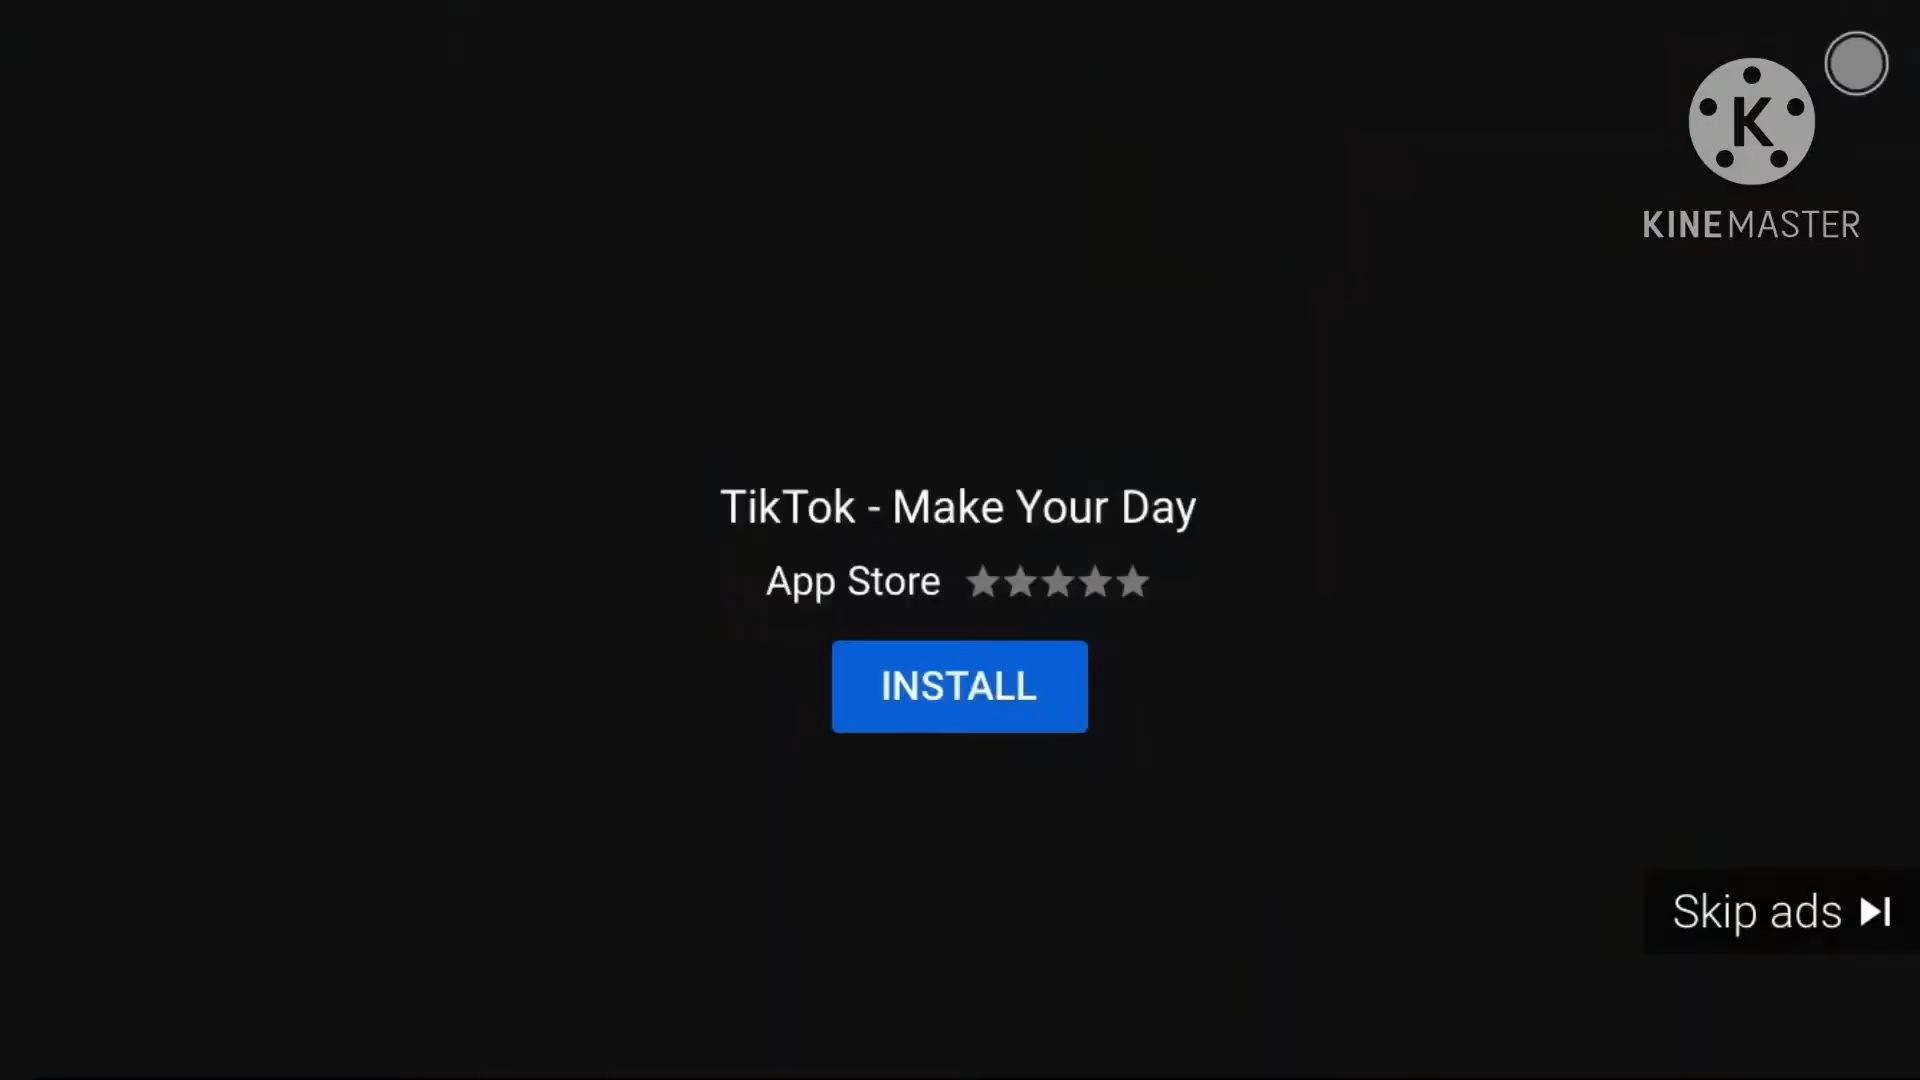 K
KINEMASTER
TikTok - Make Your Day
App Store
INSTALL
Skip ads